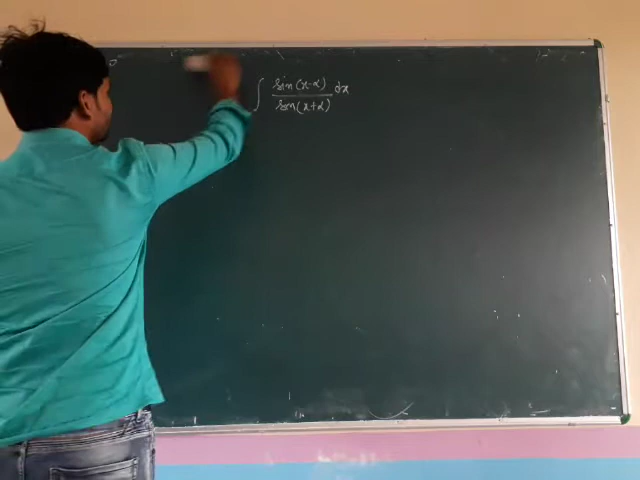 ∫ sin(x-α)/sin(x+α) dx